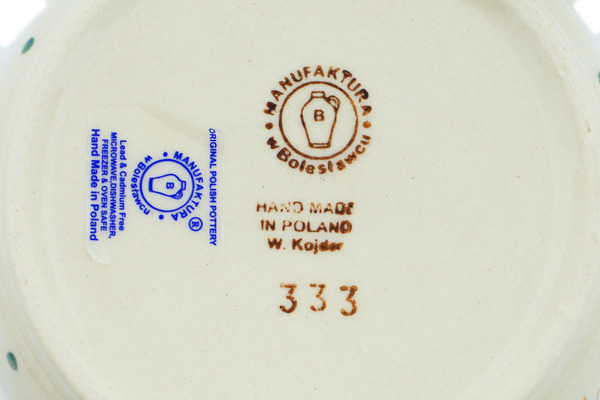 MANUFAKTURA
B
w Bolesławcu
HAND MADE
IN POLAND
W. Kojder
333
ORIGINAL POLISH POTTERY
MANUFAKTURA ®
B
w Bolesławcu
Lead & Cadmium Free
MICROWAVE, DISHWASHER,
FREEZER & OVEN SAFE
Hand Made in Poland